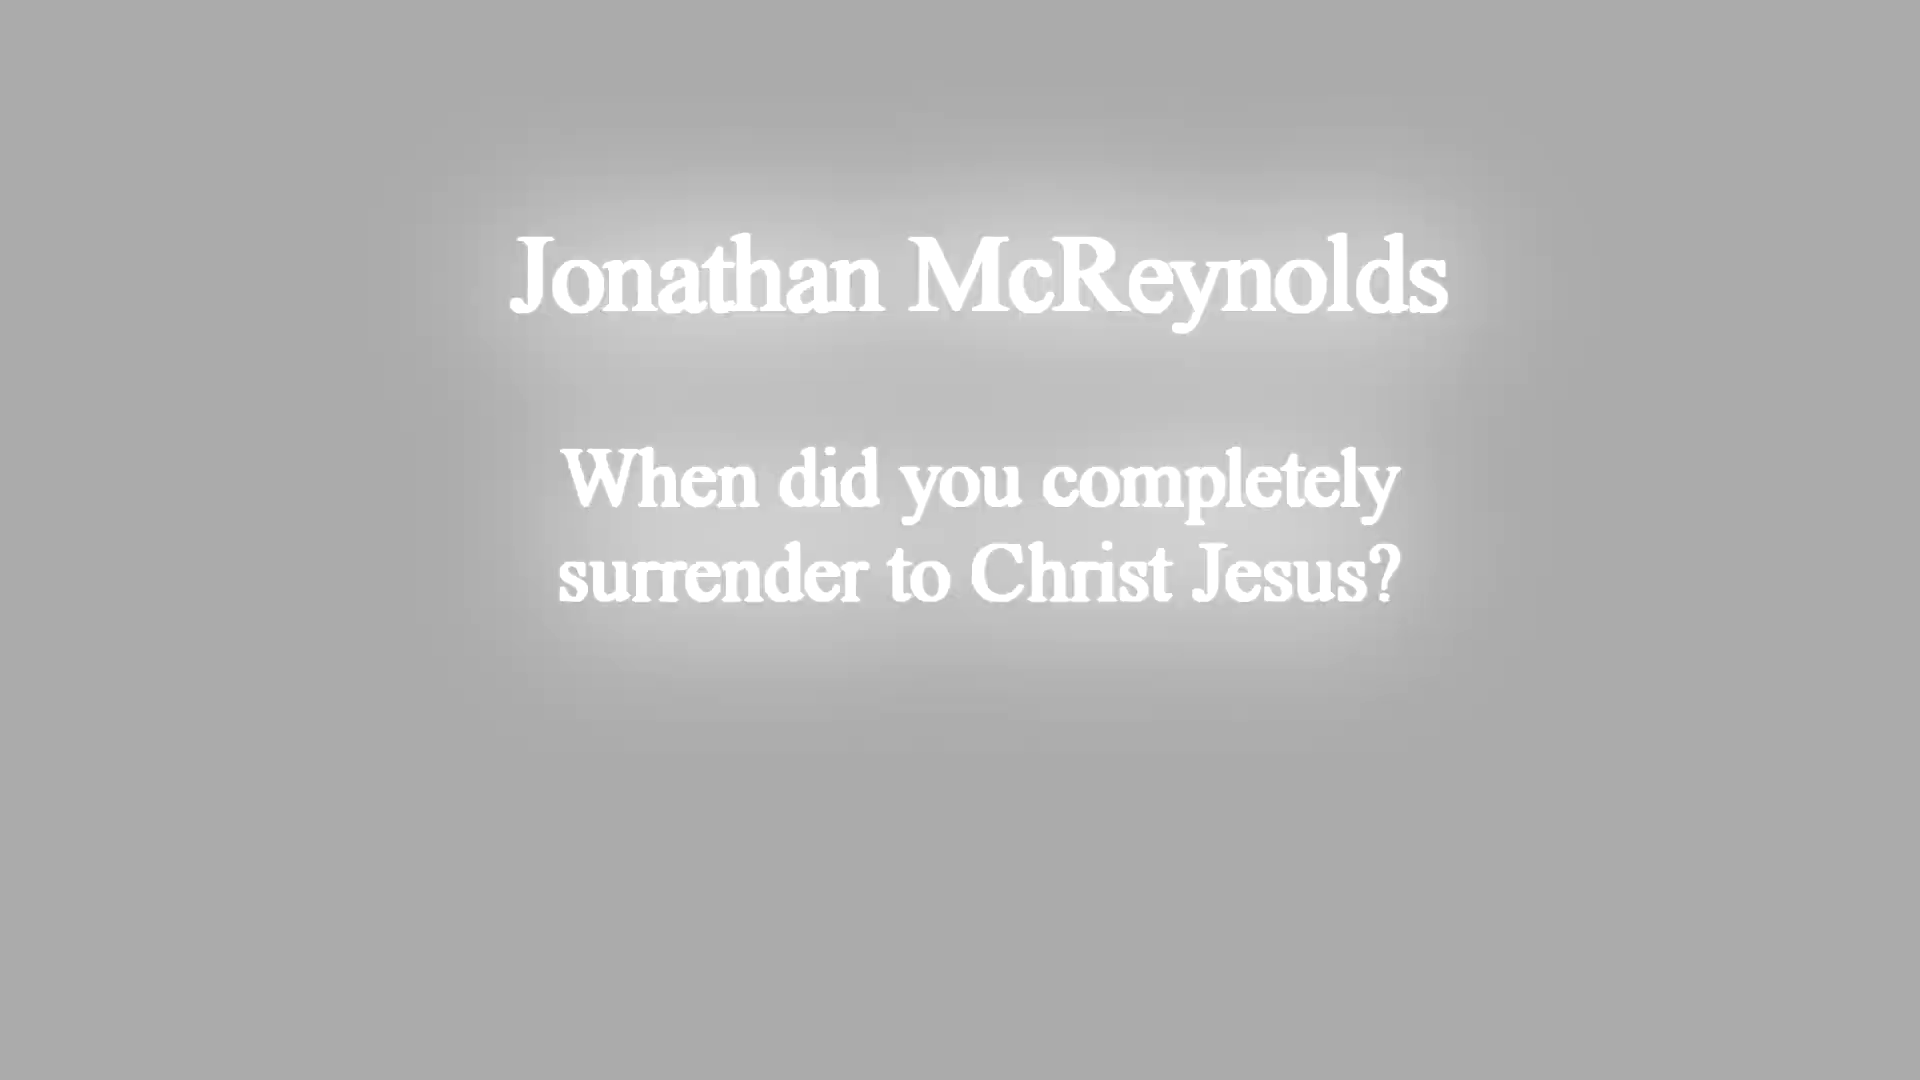 Jonathan McReynolds
When did you completely
surrender to Christ Jesus?